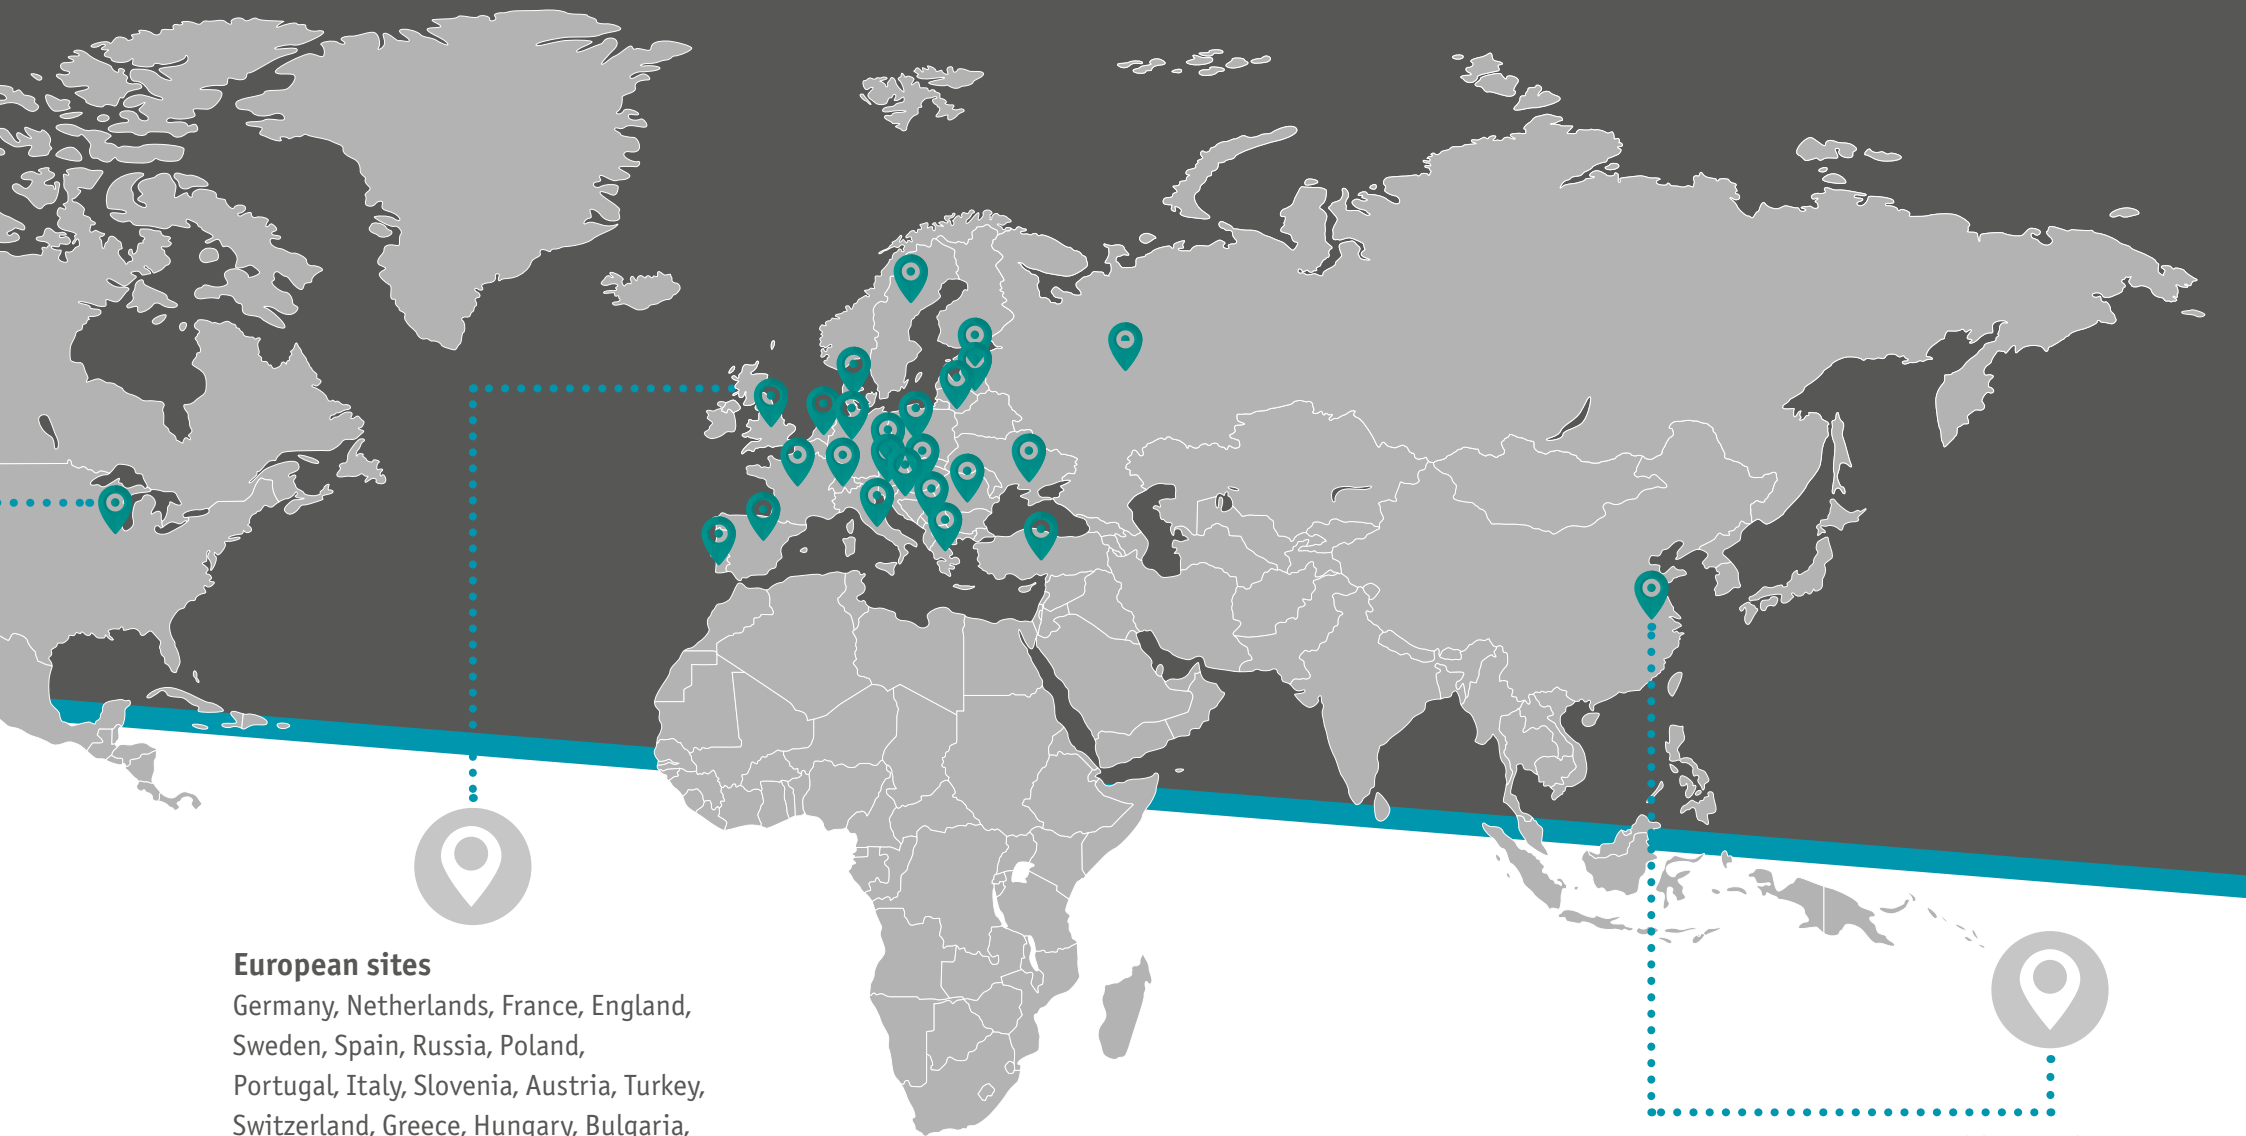 European sites
Germany, Netherlands, France, England,
Sweden, Spain, Russia, Poland,
Portugal, Italy, Slovenia, Austria, Turkey,
Switzerland, Greece, Hungary, Bulgaria,